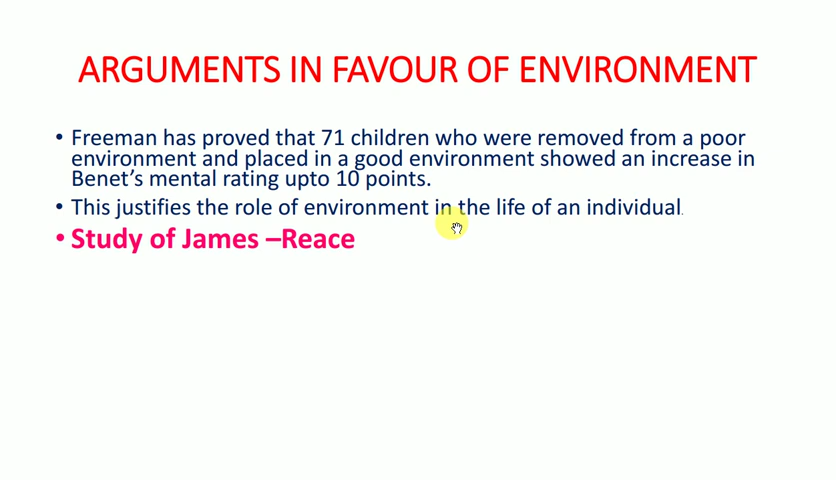 ARGUMENTS IN FAVOUR OF ENVIRONMENT
• Freeman has proved that 71 children who were removed from a poor
environment and placed in a good environment showed an increase in
Benet's mental rating upto 10 points.
• This justifies the role of environment in the life of an individual.
• Study of James –Reace